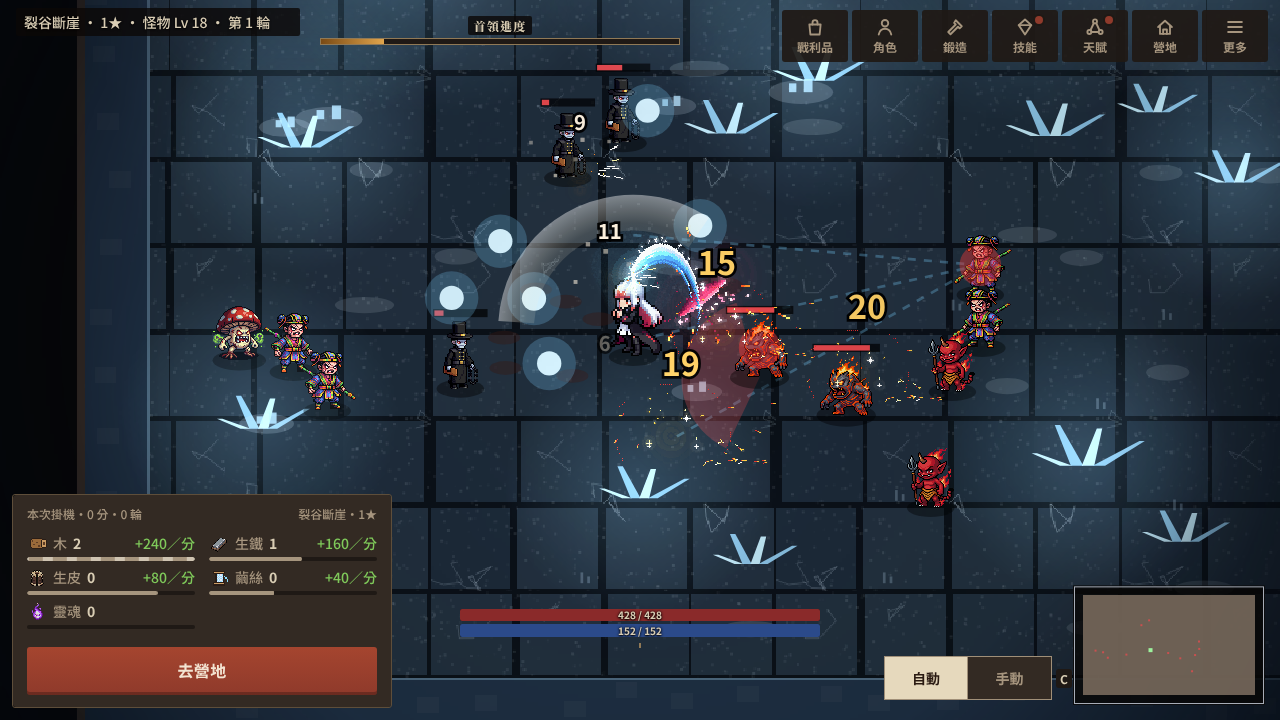 裂谷斷崖 · 1★ · 怪物 Lv 18 · 第 1 輪
首領進度
戰利品
角色
鍛造
技能
天賦
營地
更多
9
11
15
20
6
19
本次掛機・0 分・0 輪
裂谷斷崖・1★
木 2 +240／分
生鐵 1 +160／分
生皮 0 +80／分
繭絲 0 +40／分
靈魂 0
去營地
428 / 428
152 / 152
自動
手動
C